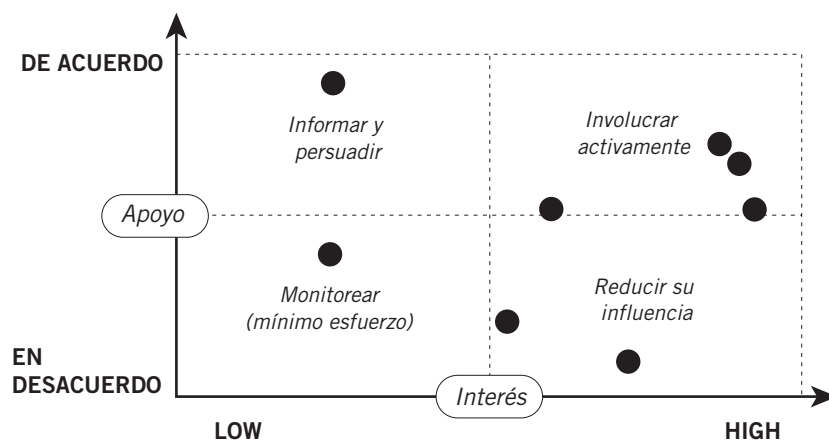 DE ACUERDO
Informar y
persuadir
Involucrar
activamente
Apoyo
Monitorear
(mínimo esfuerzo)
Reducir su
influencia
EN
DESACUERDO
Interés
LOW
HIGH